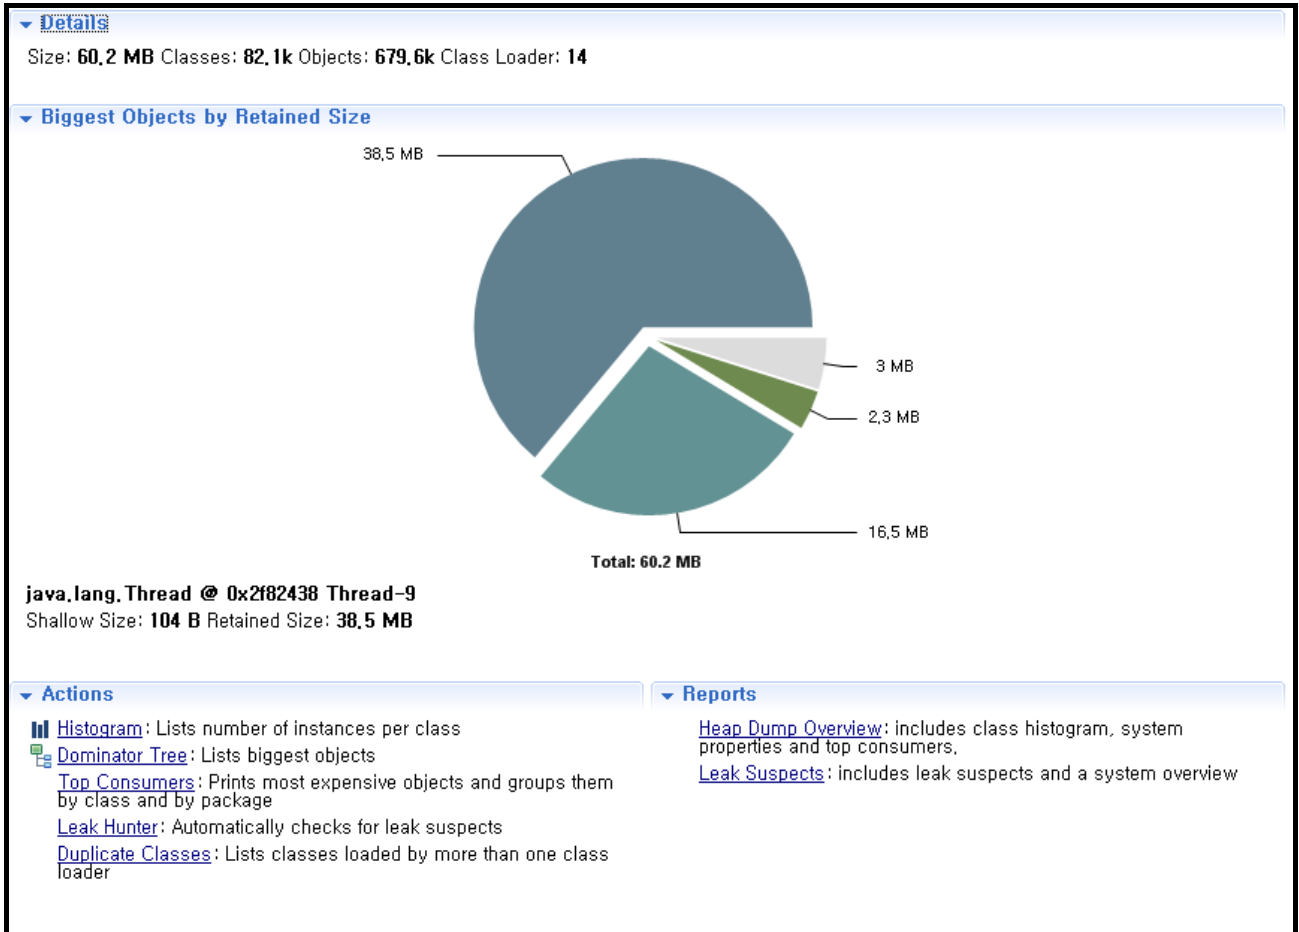 Details
Size: 60.2 MB Classes: 82.1k Objects: 679.6k Class Loader: 14
Biggest Objects by Retained Size
38.5 MB
3 MB
2.3 MB
16.5 MB
Total: 60.2 MB
java.lang.Thread @ 0x2f82438 Thread-9
Shallow Size: 104 B Retained Size: 38.5 MB
Actions
Histogram: Lists number of instances per class
Dominator Tree: Lists biggest objects
Top Consumers: Prints most expensive objects and groups them
by class and by package
Leak Hunter: Automatically checks for leak suspects
Duplicate Classes: Lists classes loaded by more than one class
loader
Reports
Heap Dump Overview: includes class histogram, system
properties and top consumers.
Leak Suspects: includes leak suspects and a system overview